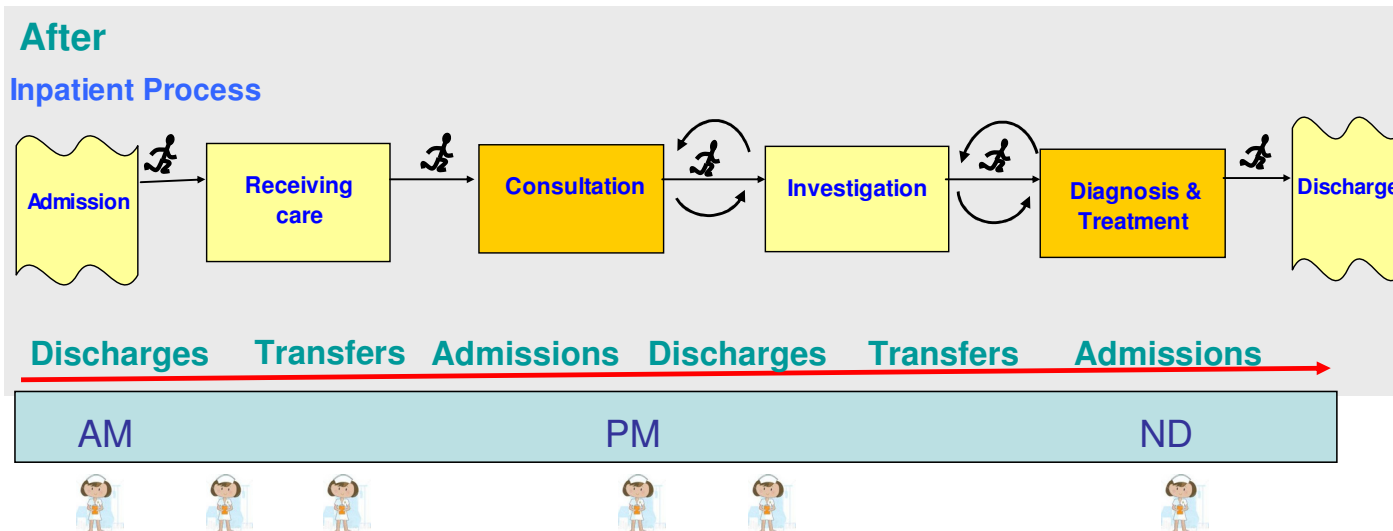 After
Inpatient Process
Admission
Receiving
care
Consultation
Investigation
Diagnosis &
Treatment
Discharge
Discharges Transfers Admissions Discharges Transfers Admissions
AM PM ND